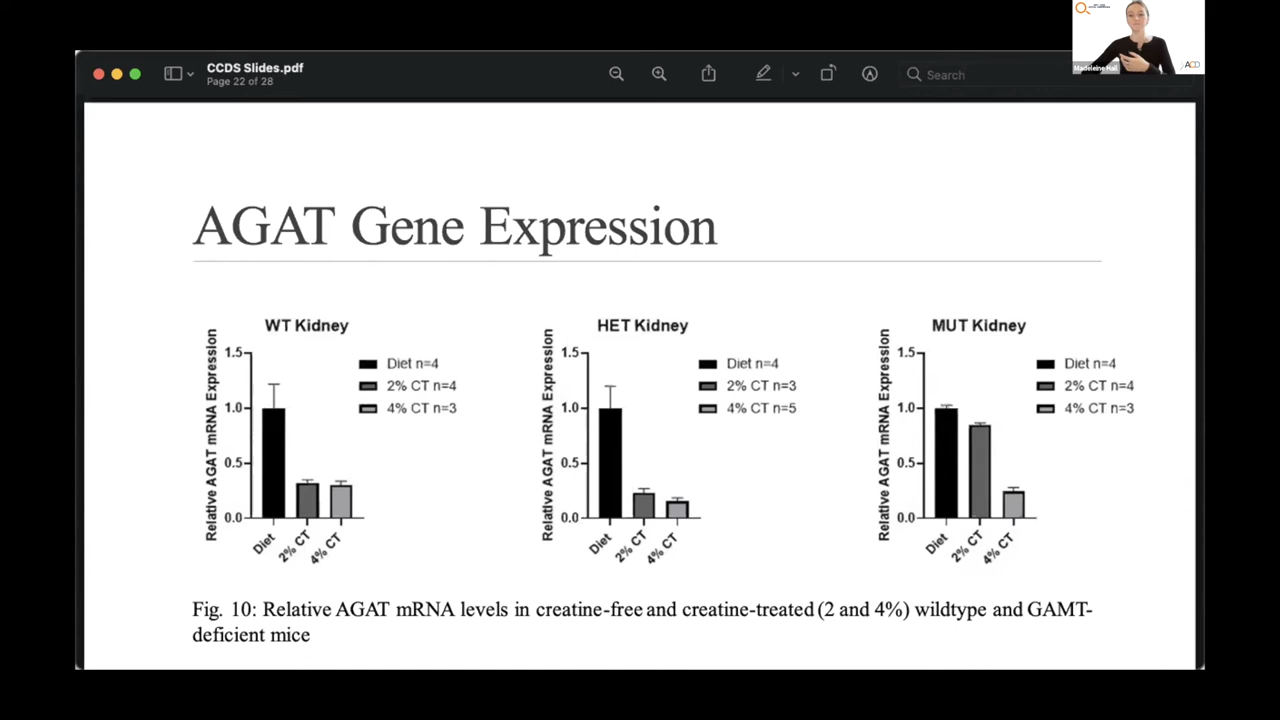 CCDS Slides.pdf
Page 22 of 28
Search
Madeleine Hall
AGAT Gene Expression
WT Kidney
Relative AGAT mRNA Expression
1.5
1.0
0.5
0.0
Diet n=4
2% CT n=4
4% CT n=3
Diet
2% CT
4% CT
HET Kidney
Relative AGAT mRNA Expression
1.5
1.0
0.5
0.0
Diet n=4
2% CT n=3
4% CT n=5
Diet
2% CT
4% CT
MUT Kidney
Relative AGAT mRNA Expression
1.5
1.0
0.5
0.0
Diet n=4
2% CT n=4
4% CT n=3
Diet
2% CT
4% CT
Fig. 10: Relative AGAT mRNA levels in creatine-free and creatine-treated (2 and 4%) wildtype and GAMT-
deficient mice